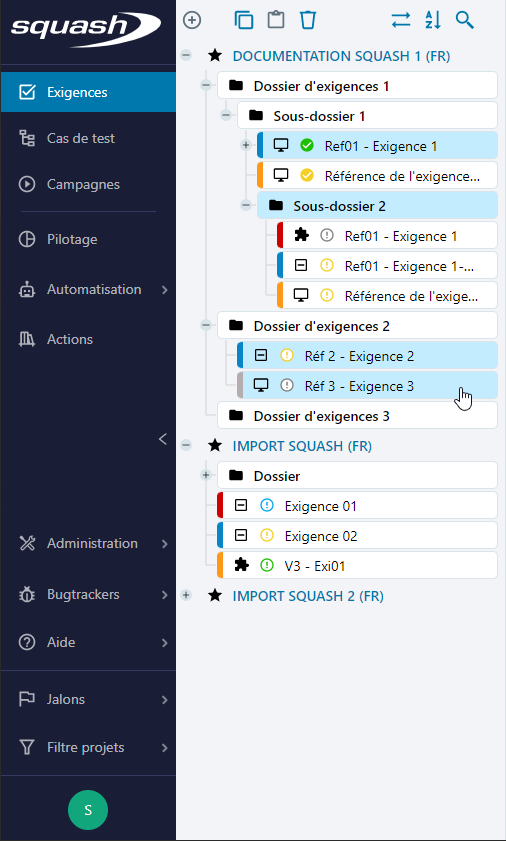 squash
Exigences
Cas de test
Campagnes
Pilotage
Automatisation
Actions
Administration
Bugtrackers
Aide
Jalons
Filtre projets
S
DOCUMENTATION SQUASH 1 (FR)
Dossier d'exigences 1
Sous-dossier 1
Ref01 - Exigence 1
Référence de l'exigence...
Sous-dossier 2
Ref01 - Exigence 1
Ref01 - Exigence 1-...
Référence de l'exige...
Dossier d'exigences 2
Réf 2 - Exigence 2
Réf 3 - Exigence 3
Dossier d'exigences 3
IMPORT SQUASH (FR)
Dossier
Exigence 01
Exigence 02
V3 - Exi01
IMPORT SQUASH 2 (FR)